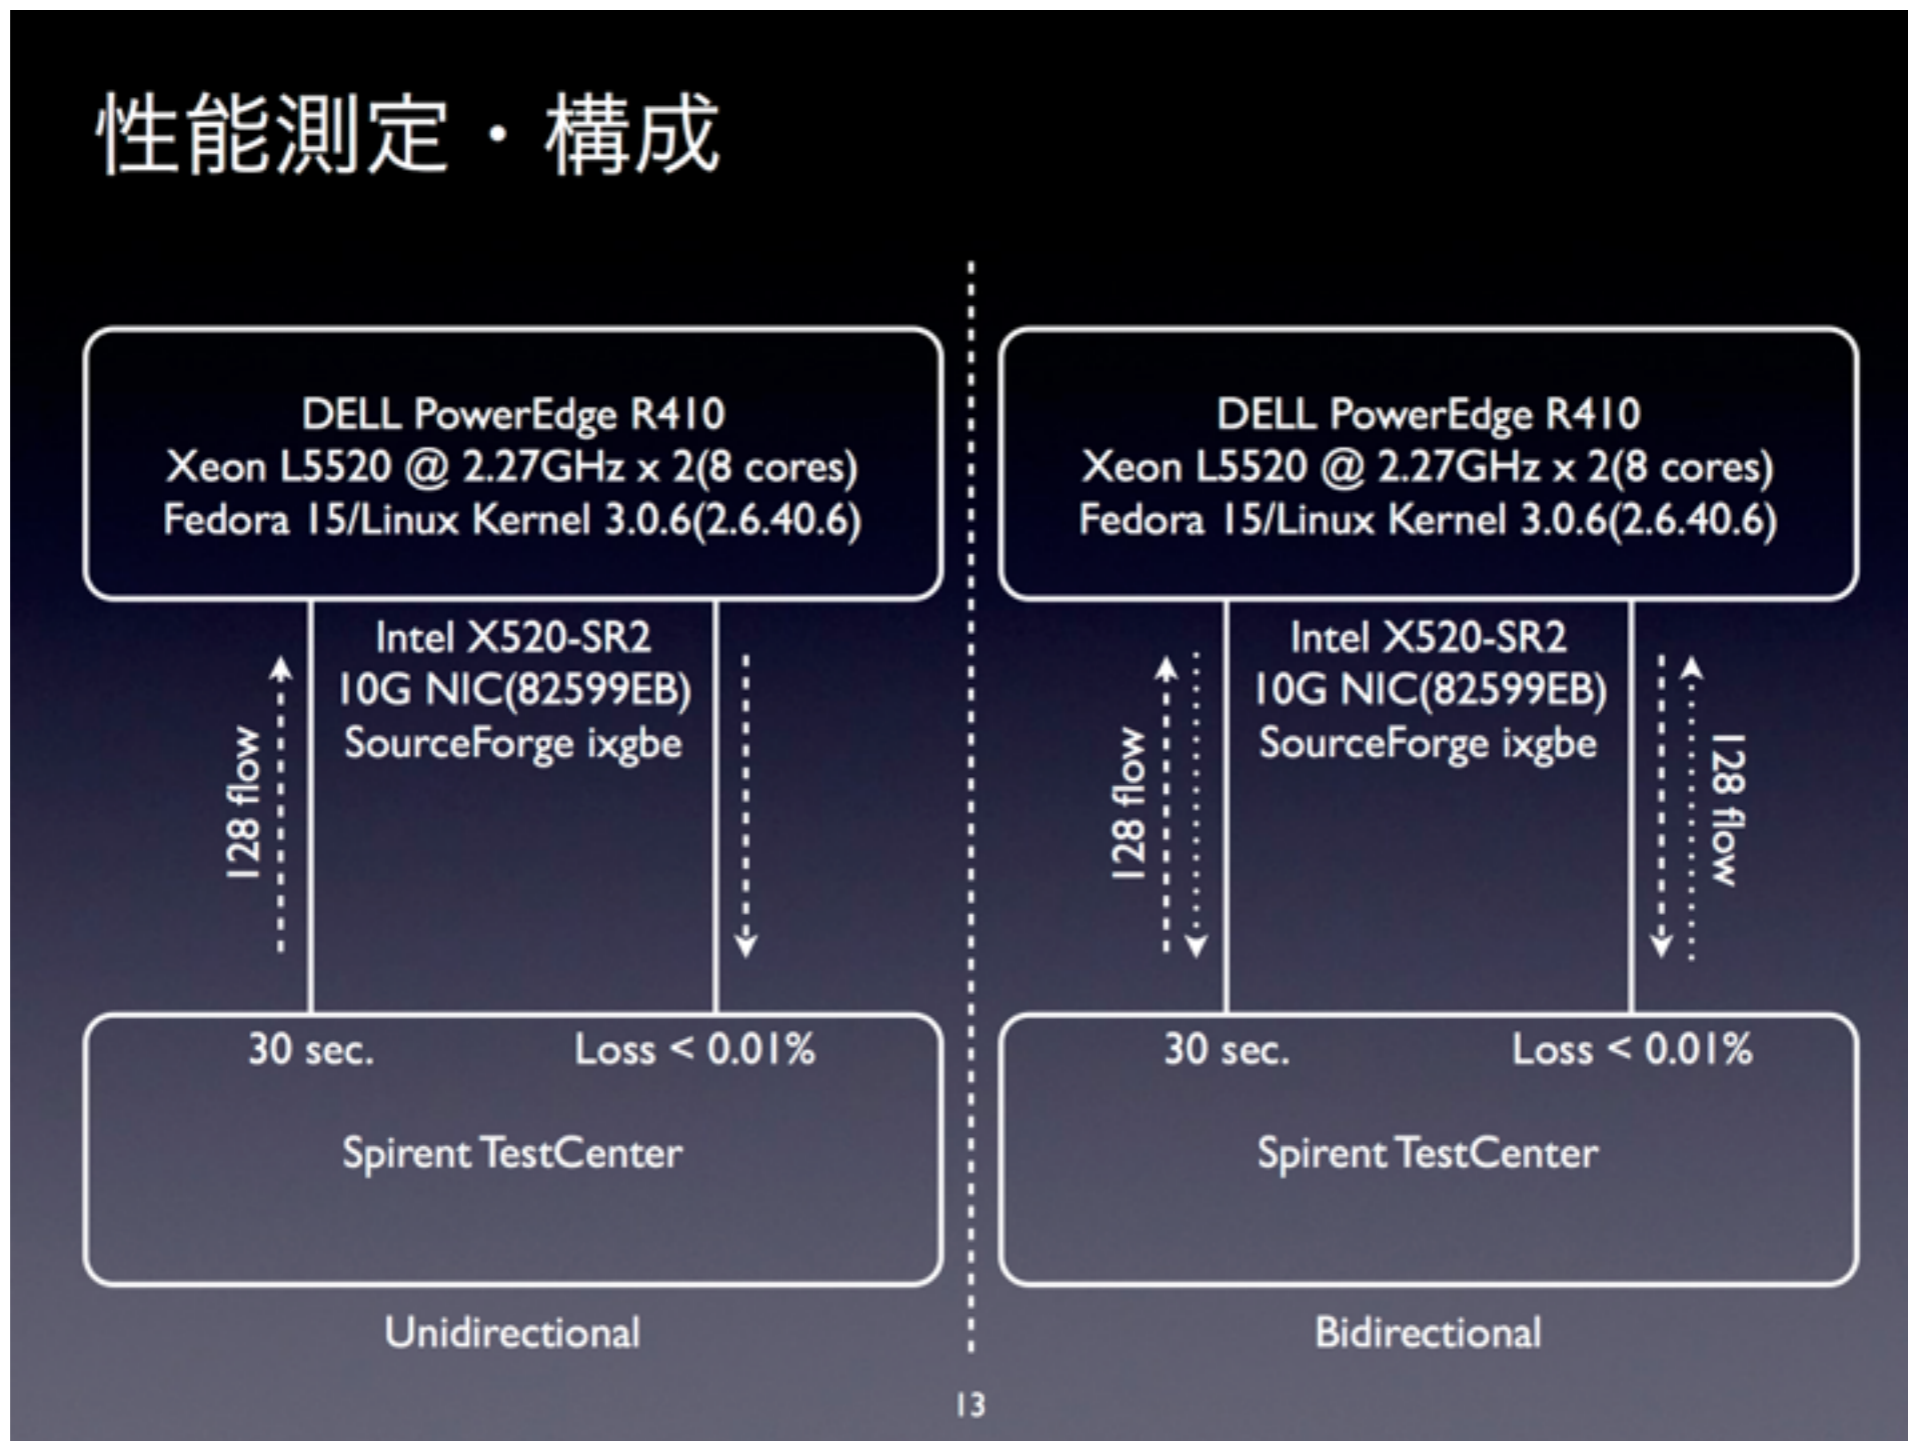 性能測定・構成
DELL PowerEdge R410
Xeon L5520 @ 2.27GHz x 2(8 cores)
Fedora 15/Linux Kernel 3.0.6(2.6.40.6)
Intel X520-SR2
10G NIC(82599EB)
SourceForge ixgbe
128 flow
30 sec.
Loss < 0.01%
Spirent TestCenter
Unidirectional
DELL PowerEdge R410
Xeon L5520 @ 2.27GHz x 2(8 cores)
Fedora 15/Linux Kernel 3.0.6(2.6.40.6)
Intel X520-SR2
10G NIC(82599EB)
SourceForge ixgbe
128 flow
128 flow
30 sec.
Loss < 0.01%
Spirent TestCenter
Bidirectional
13